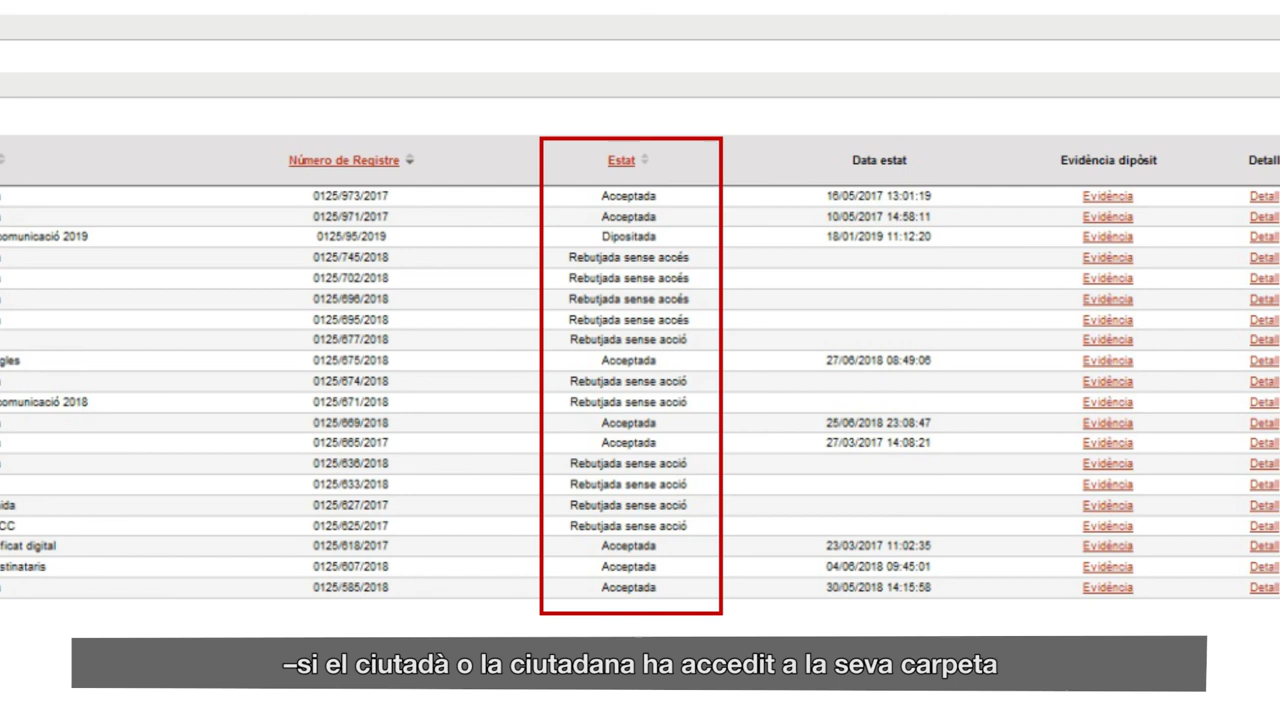 Número de Registre Estat Data estat Evidència dipòsit Detall
0125/973/2017 Acceptada 16/05/2017 13:01:19 Evidència Detall
0125/971/2017 Acceptada 10/05/2017 14:58:11 Evidència Detall
comunicació 2019 0125/95/2019 Dipositada 18/01/2019 11:12:20 Evidència Detall
0125/745/2018 Rebutjada sense accés Evidència Detall
0125/702/2018 Rebutjada sense accés Evidència Detall
0125/696/2018 Rebutjada sense accés Evidència Detall
0125/695/2018 Rebutjada sense accés Evidència Detall
0125/677/2018 Rebutjada sense acció Evidència Detall
gles 0125/675/2018 Acceptada 27/06/2018 08:49:06 Evidència Detall
0125/674/2018 Rebutjada sense acció Evidència Detall
comunicació 2018 0125/671/2018 Rebutjada sense acció Evidència Detall
0125/669/2018 Acceptada 25/06/2018 23:08:47 Evidència Detall
0125/665/2017 Acceptada 27/03/2017 14:08:21 Evidència Detall
0125/636/2018 Rebutjada sense acció Evidència Detall
0125/633/2018 Rebutjada sense acció Evidència Detall
ida 0125/627/2017 Rebutjada sense acció Evidència Detall
CC 0125/625/2017 Rebutjada sense acció Evidència Detall
ficat digital 0125/618/2017 Acceptada 23/03/2017 11:02:35 Evidència Detall
stinataris 0125/607/2018 Acceptada 04/06/2018 09:45:01 Evidència Detall
0125/585/2018 Acceptada 30/05/2018 14:15:58 Evidència Detall
–si el ciutadà o la ciutadana ha accedit a la seva carpeta